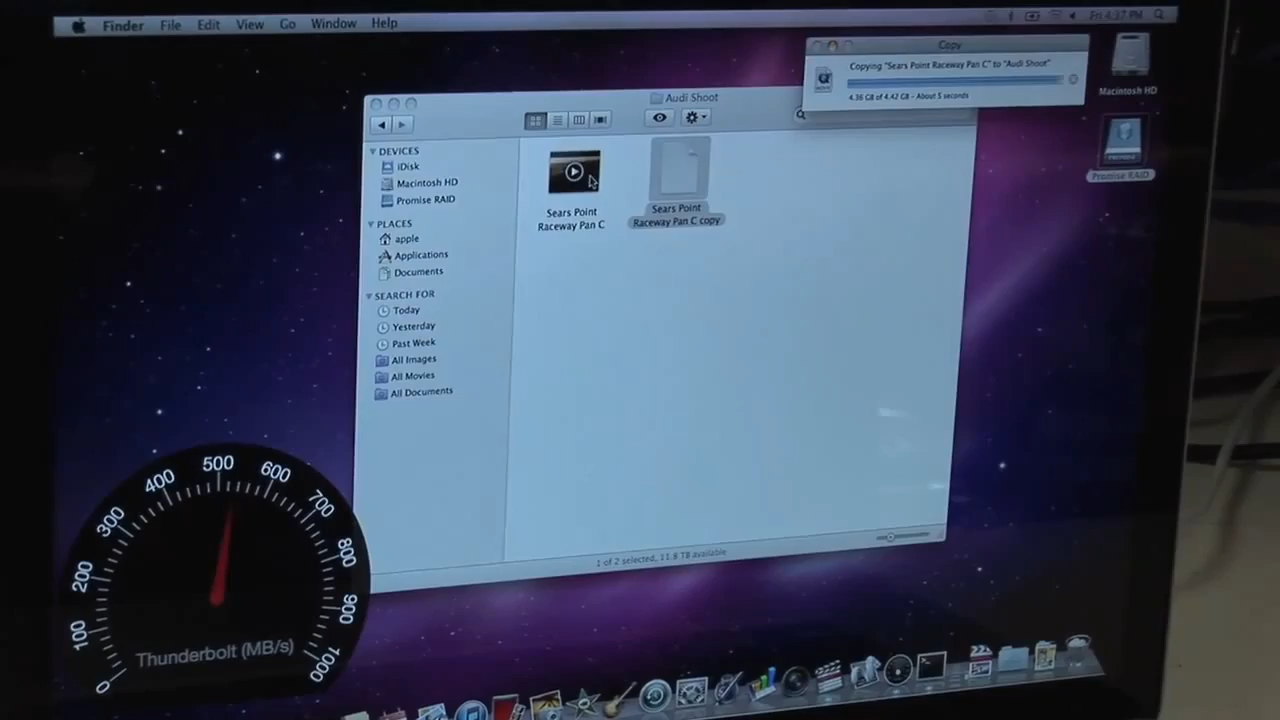 Finder File Edit View Go Window Help
Fri 4:37 PM
Copy
Copying "Sears Point Raceway Pan C" to "Audi Shoot"
4.36 GB of 4.42 GB - About 5 seconds
Macintosh HD
Promise RAID
Audi Shoot
DEVICES
iDisk
Macintosh HD
Promise RAID
PLACES
apple
Applications
Documents
SEARCH FOR
Today
Yesterday
Past Week
All Images
All Movies
All Documents
Sears Point
Raceway Pan C
Sears Point
Raceway Pan C copy
1 of 2 selected, 11.8 TB available
0
100
200
300
400
500
600
700
800
900
1000
Thunderbolt (MB/s)